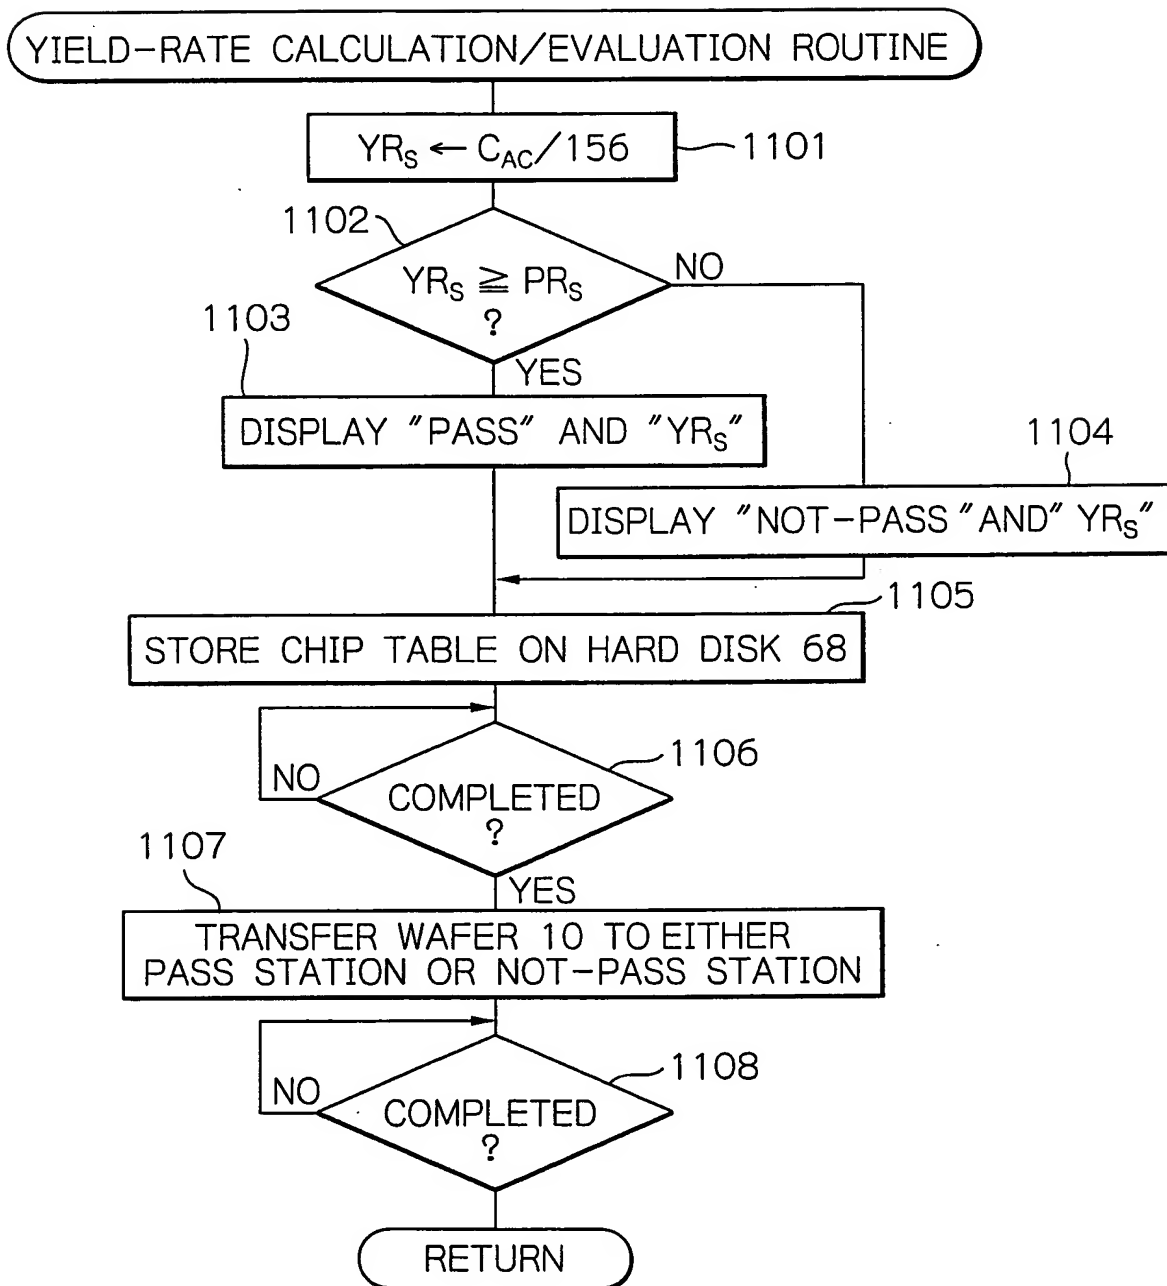 YIELD-RATE CALCULATION/EVALUATION ROUTINE
YRS ← CAC/156
1101
1102
YRS ≧ PRS
?
NO
1103
YES
DISPLAY "PASS" AND "YRS"
1104
DISPLAY "NOT-PASS "AND" YRS"
1105
STORE CHIP TABLE ON HARD DISK 68
1106
NO
COMPLETED
?
1107
YES
TRANSFER WAFER 10 TO EITHER
PASS STATION OR NOT-PASS STATION
1108
NO
COMPLETED
?
RETURN